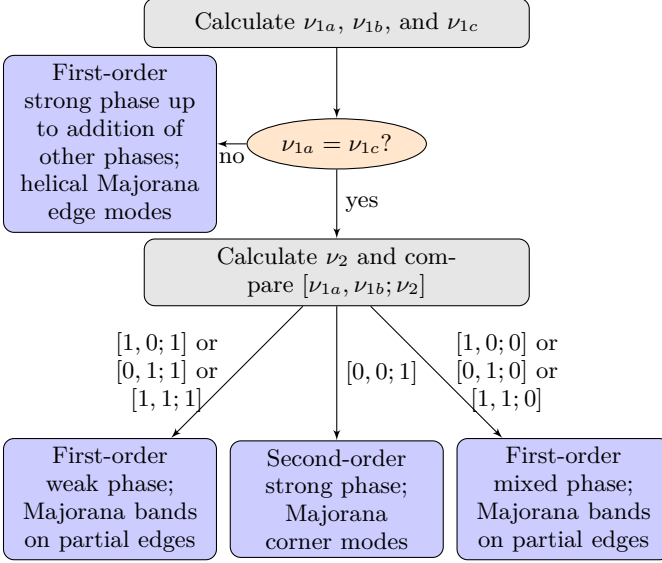 Calculate ν₁ₐ, ν₁b, and ν₁c
First-order
strong phase up
to addition of
other phases;
helical Majorana
edge modes
no
ν₁ₐ = ν₁c?
yes
Calculate ν₂ and com-
pare [ν₁ₐ, ν₁b; ν₂]
[1, 0; 1] or
[0, 1; 1] or
[1, 1; 1]
[0, 0; 1]
[1, 0; 0] or
[0, 1; 0] or
[1, 1; 0]
First-order
weak phase;
Majorana bands
on partial edges
Second-order
strong phase;
Majorana
corner modes
First-order
mixed phase;
Majorana bands
on partial edges